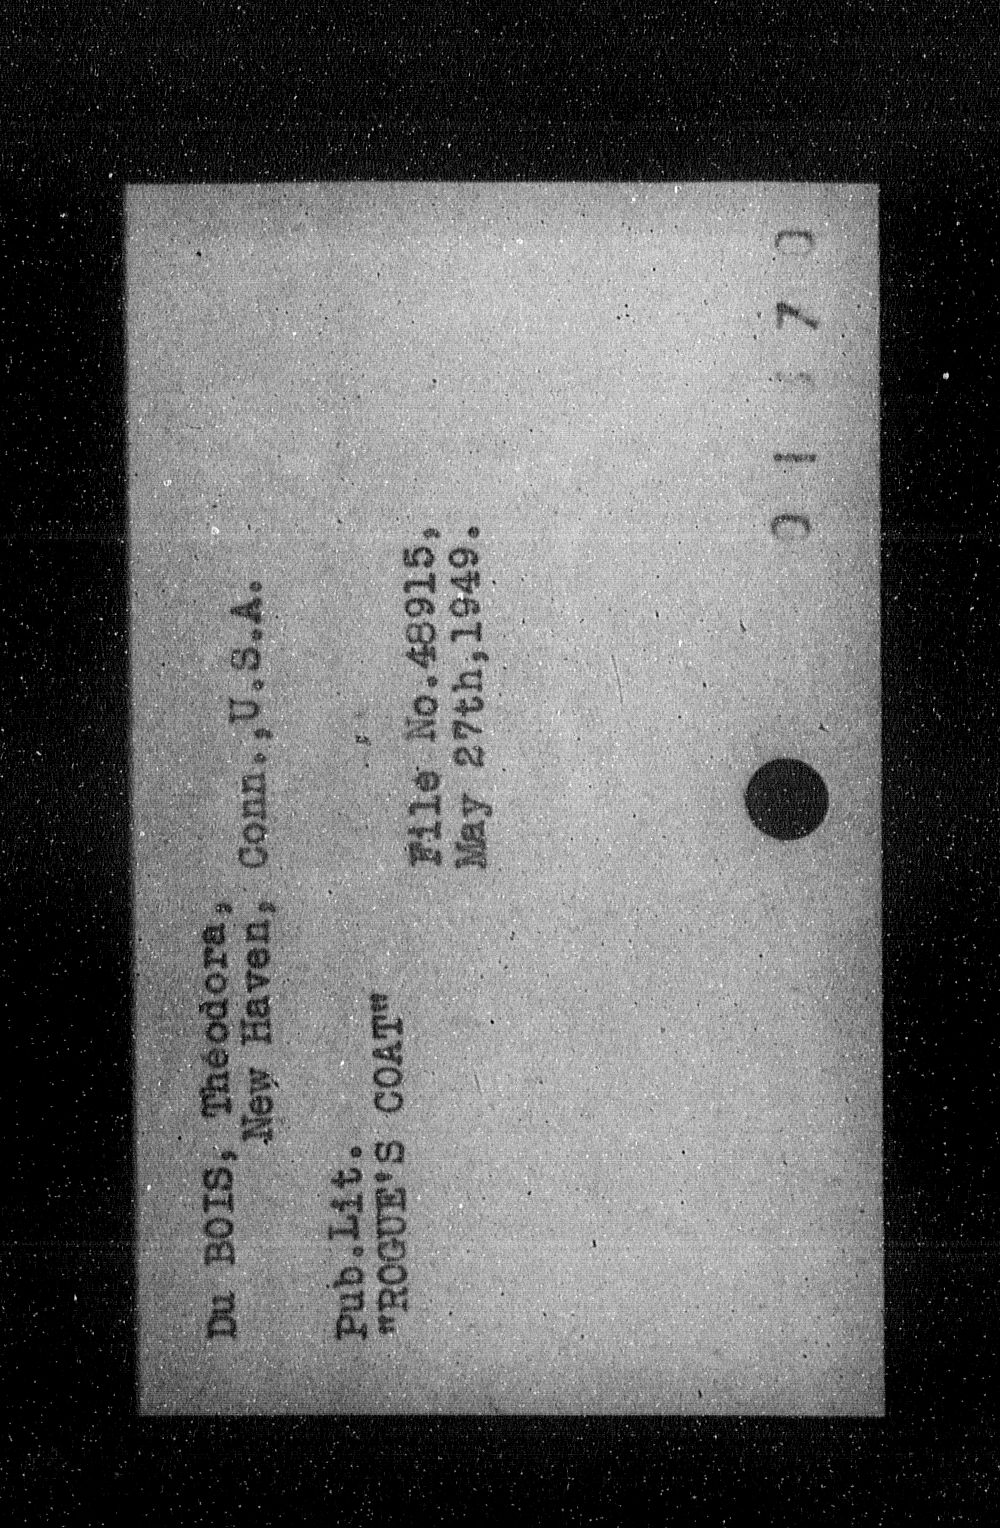 Du BOIS, Theodora,
New Haven, Conn.,U.S.A.
Pub.Lit.
"ROGUE'S COAT"
File No.48915,
May 27th,1949.